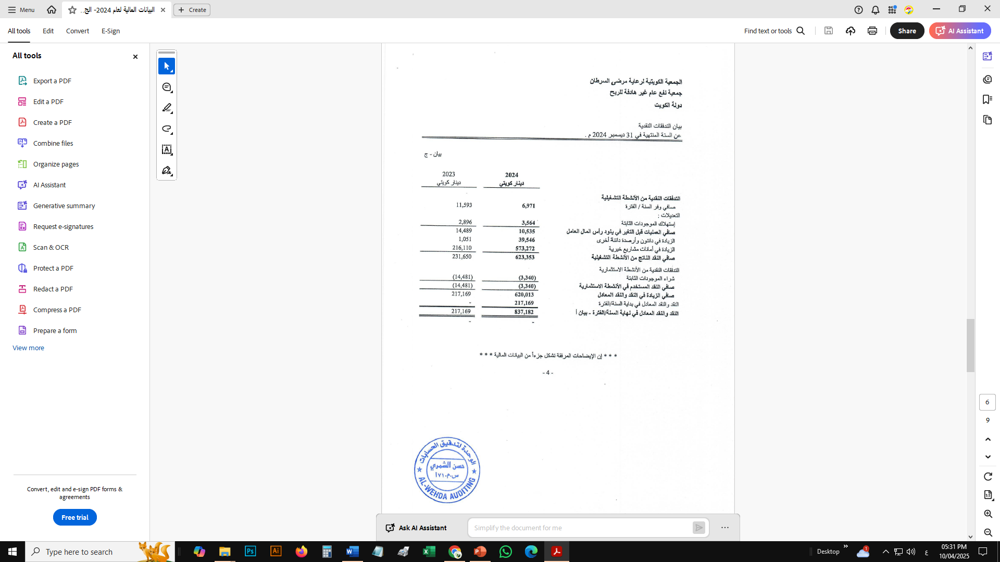 Menu
البيانات المالية لعام 2024- الج..
Create
All tools
Edit
Convert
E-Sign
Find text or tools
Share
AI Assistant
All tools
Export a PDF
Edit a PDF
Create a PDF
Combine files
Organize pages
AI Assistant
Generative summary
Request e-signatures
Scan & OCR
Protect a PDF
Redact a PDF
Compress a PDF
Prepare a form
View more
Convert, edit and e-sign PDF forms & agreements
Free trial
الجمعية الكويتية لرعاية مرضى السرطان
جمعية نفع عام غير هادفة للربح
دولة الكويت
بيان التدفقات النقدية
عن السنة المنتهية في 31 ديسمبر 2024 م .
بيان - ج
2024 2023
دينار كويتي دينار كويتي
التدفقات النقدية من الأنشطة التشغيلية
صافي وفر السنة / الفترة 6,971 11,593
التعديلات :
إستهلاك الموجودات الثابتة 3,564 2,896
صافي العمليات قبل التغير في بنود رأس المال العامل 10,535 14,489
الزيادة في دائنون وأرصدة دائنة أخرى 39,546 1,051
الزيادة في أمانات مشاريع خيرية 573,272 216,110
صافي النقد الناتج من الأنشطة التشغيلية 623,353 231,650
التدفقات النقدية من الأنشطة الاستثمارية
شراء الموجودات الثابتة (3,340) (14,481)
صافي النقد المستخدم في الأنشطة الاستثمارية (3,340) (14,481)
صافي الزيادة في النقد والنقد المعادل 620,013 217,169
النقد والنقد المعادل في بداية السنة/الفترة 217,169 -
النقد والنقد المعادل في نهاية السنة/الفترة - بيان أ 837,182 217,169
- -
* * * إن الإيضاحات المرفقة تشكل جزءاً من البيانات المالية * * *
- 4 -
الوحدة لتدقيق الحسابات
حسن الشمري
س.م.١٧١
AL-WEHDA AUDITING
6
9
1:1
Ask AI Assistant
Simplify the document for me
Type here to search
Desktop
1
ع
05:31 PM
10/04/2025